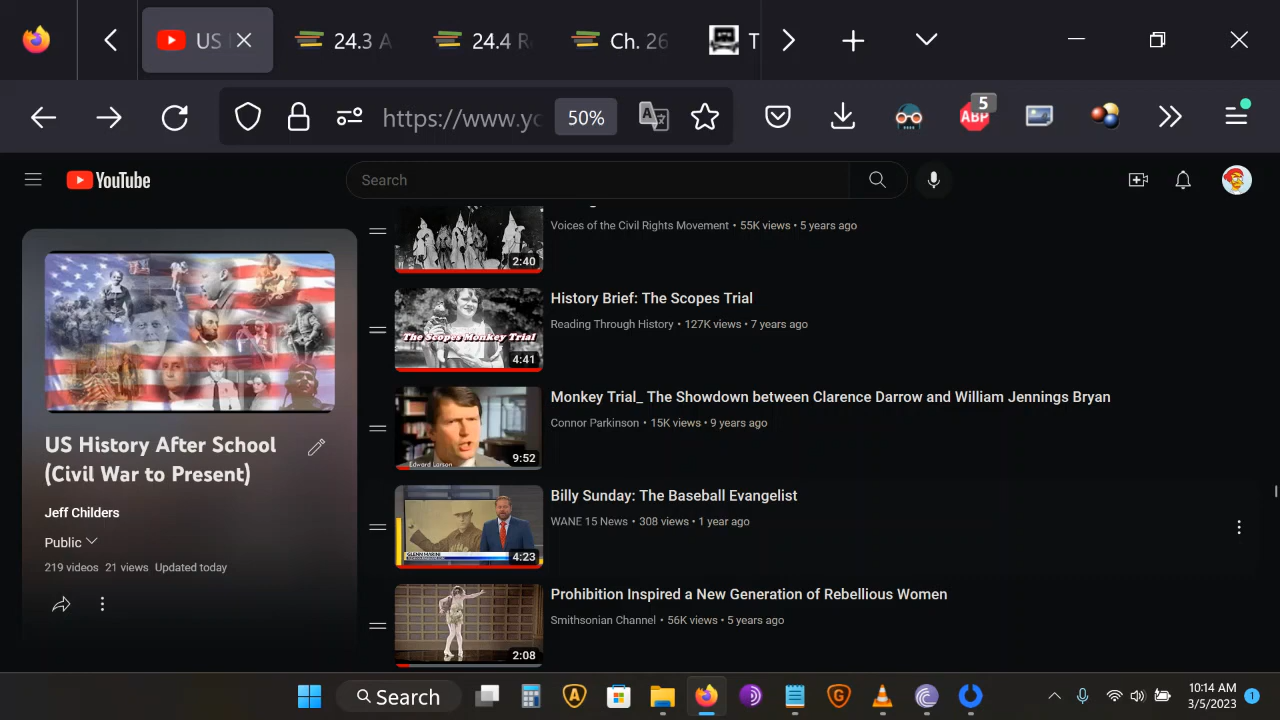 US
24.3 A
24.4 R
Ch. 26
T
https://www.yo
50%
5
ABP
YouTube
Search
Voices of the Civil Rights Movement • 55K views • 5 years ago
2:40
History Brief: The Scopes Trial
Reading Through History • 127K views • 7 years ago
The Scopes Monkey Trial
4:41
Monkey Trial_ The Showdown between Clarence Darrow and William Jennings Bryan
Connor Parkinson • 15K views • 9 years ago
9:52
Edward Larson
Billy Sunday: The Baseball Evangelist
WANE 15 News • 308 views • 1 year ago
GLENN MARINI
4:23
Prohibition Inspired a New Generation of Rebellious Women
Smithsonian Channel • 56K views • 5 years ago
2:08
US History After School
(Civil War to Present)
Jeff Childers
Public
219 videos 21 views Updated today
Search
10:14 AM
3/5/2023
1